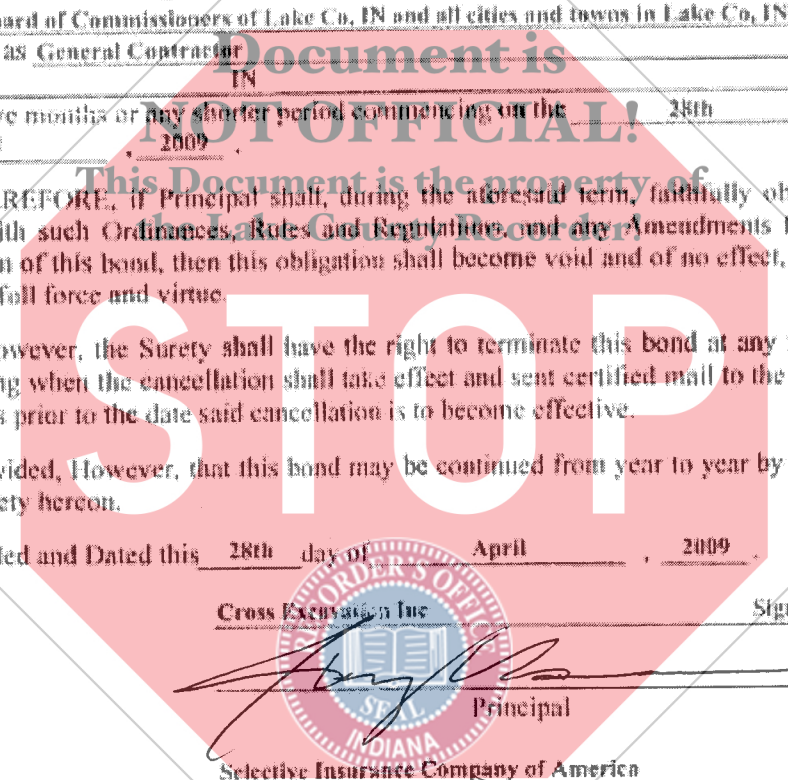 ard of Commissioners of Lake Co, IN and all cities and towns in Lake Co, IN
as General Contractor
Document is
IN
NOT OFFICIAL!
e months or any shorter period commencing on the 28th
, 2009 .
This Document is the property of
the Lake County Recorder!
REFORE, if Principal shall, during the aforesaid term, faithfully ob
ith such Ordinances, Rules and Regulations, and any Amendments
n of this bond, then this obligation shall become void and of no effect,
full force and virtue.
STOP
owever, the Surety shall have the right to terminate this bond at any
ng when the cancellation shall take effect and sent certified mail to the
s prior to the date said cancellation is to become effective.
vided, However, that this bond may be continued from year to year by
ety hereon.
led and Dated this 28th day of April , 2009 .
Cross Excavation Inc Sig
Principal
RECORDER'S OFFICE
SEAL
INDIANA
Selective Insurance Company of America